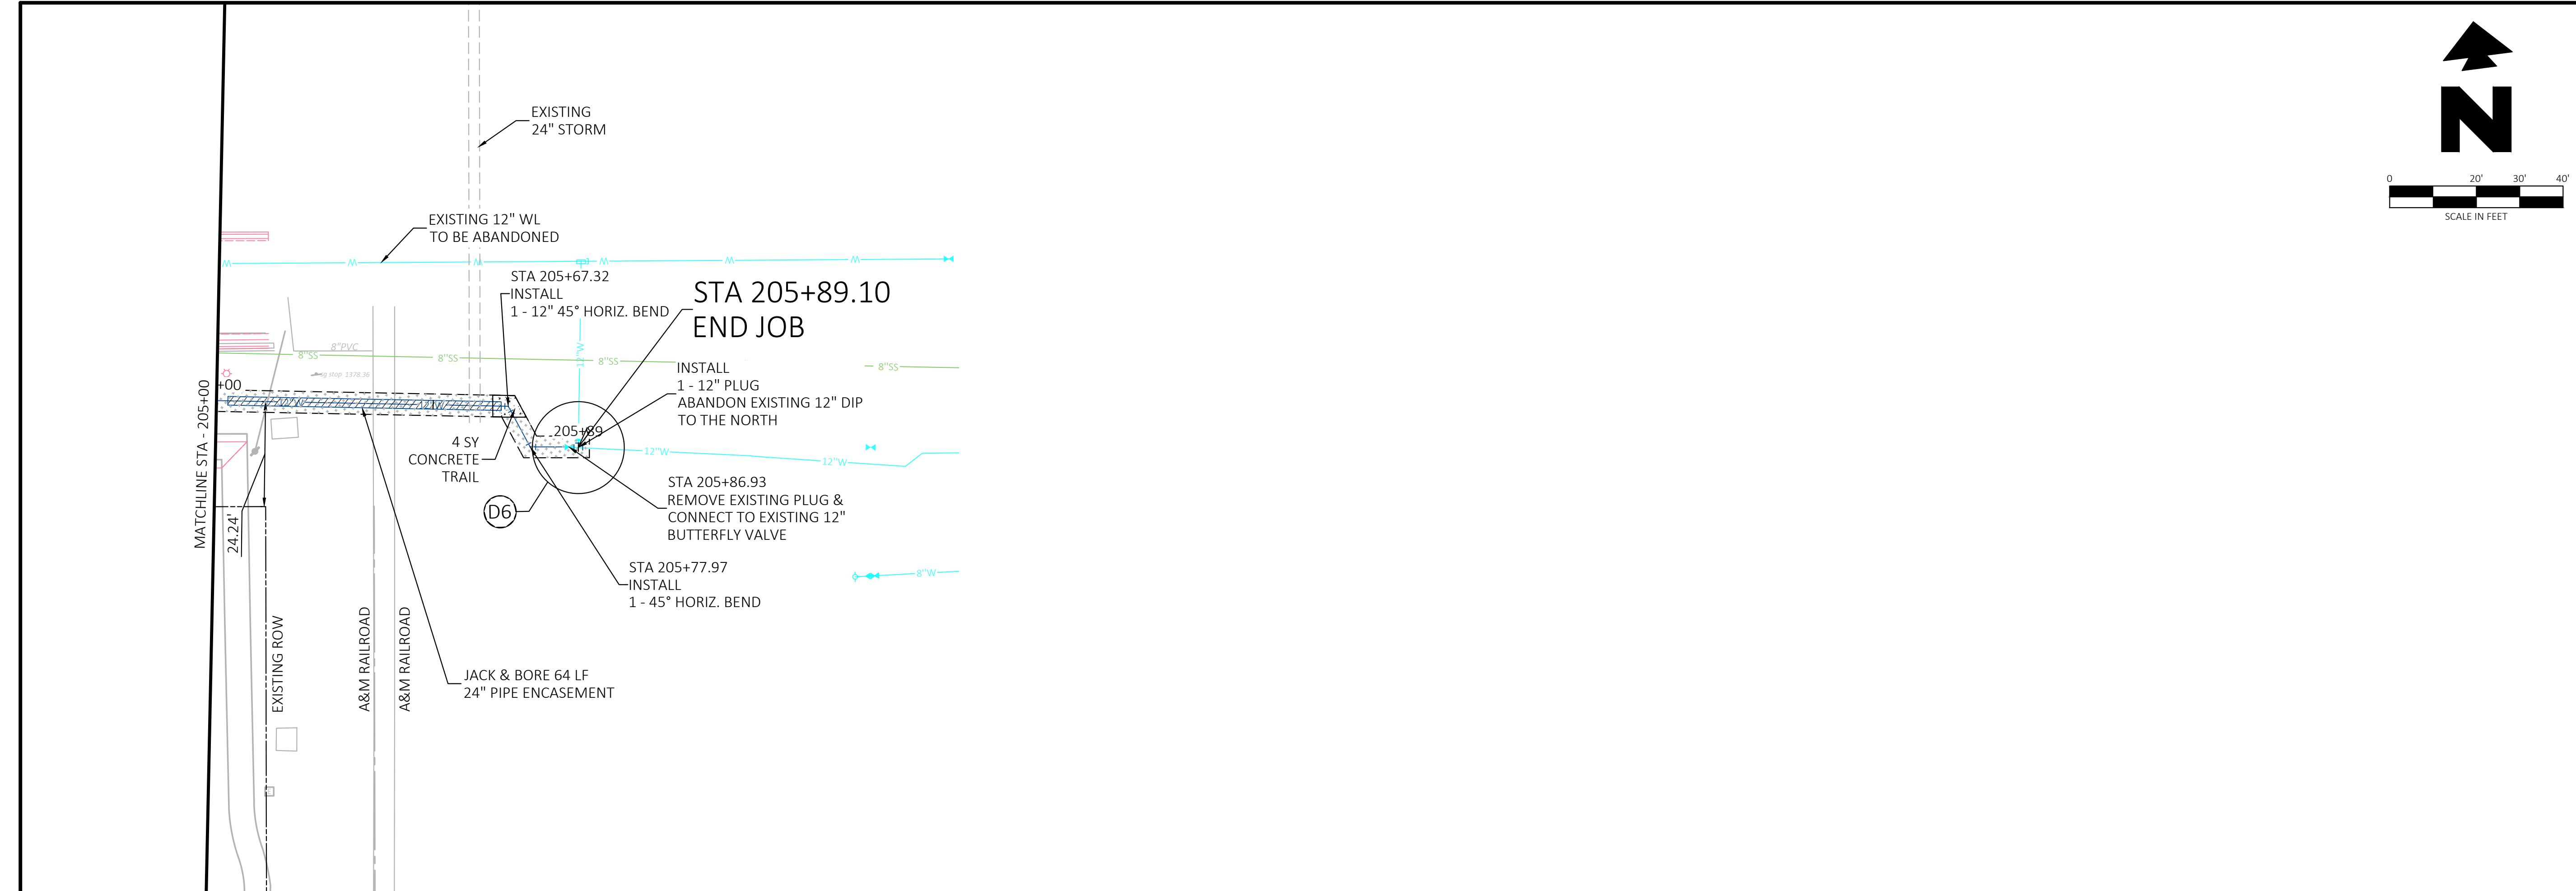 EXISTING
24" STORM
N
0 20' 30' 40'
SCALE IN FEET
EXISTING 12" WL
TO BE ABANDONED
W W W W W W
STA 205+67.32
INSTALL
1 - 12" 45° HORIZ. BEND
STA 205+89.10
END JOB
12"W
8"PVC
8"SS 8"SS 8"SS 8"SS
INSTALL
1 - 12" PLUG
ABANDON EXISTING 12" DIP
TO THE NORTH
stop 1378.36
+00
12"W 12"W
MATCHLINE STA - 205+00
205+89
4 SY
CONCRETE
TRAIL
12"W 12"W
STA 205+86.93
REMOVE EXISTING PLUG &
CONNECT TO EXISTING 12"
BUTTERFLY VALVE
D6
24.24'
STA 205+77.97
INSTALL
1 - 45° HORIZ. BEND
8"W
EXISTING ROW
A&M RAILROAD
A&M RAILROAD
JACK & BORE 64 LF
24" PIPE ENCASEMENT